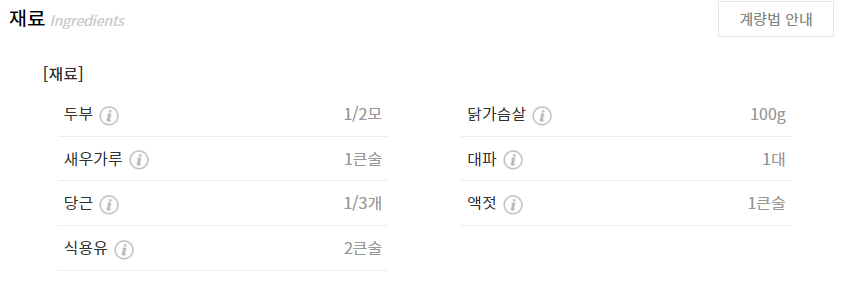 재료 Ingredients
계량법 안내
[재료]
두부 1/2모
닭가슴살 100g
새우가루 1큰술
대파 1대
당근 1/3개
액젓 1큰술
식용유 2큰술